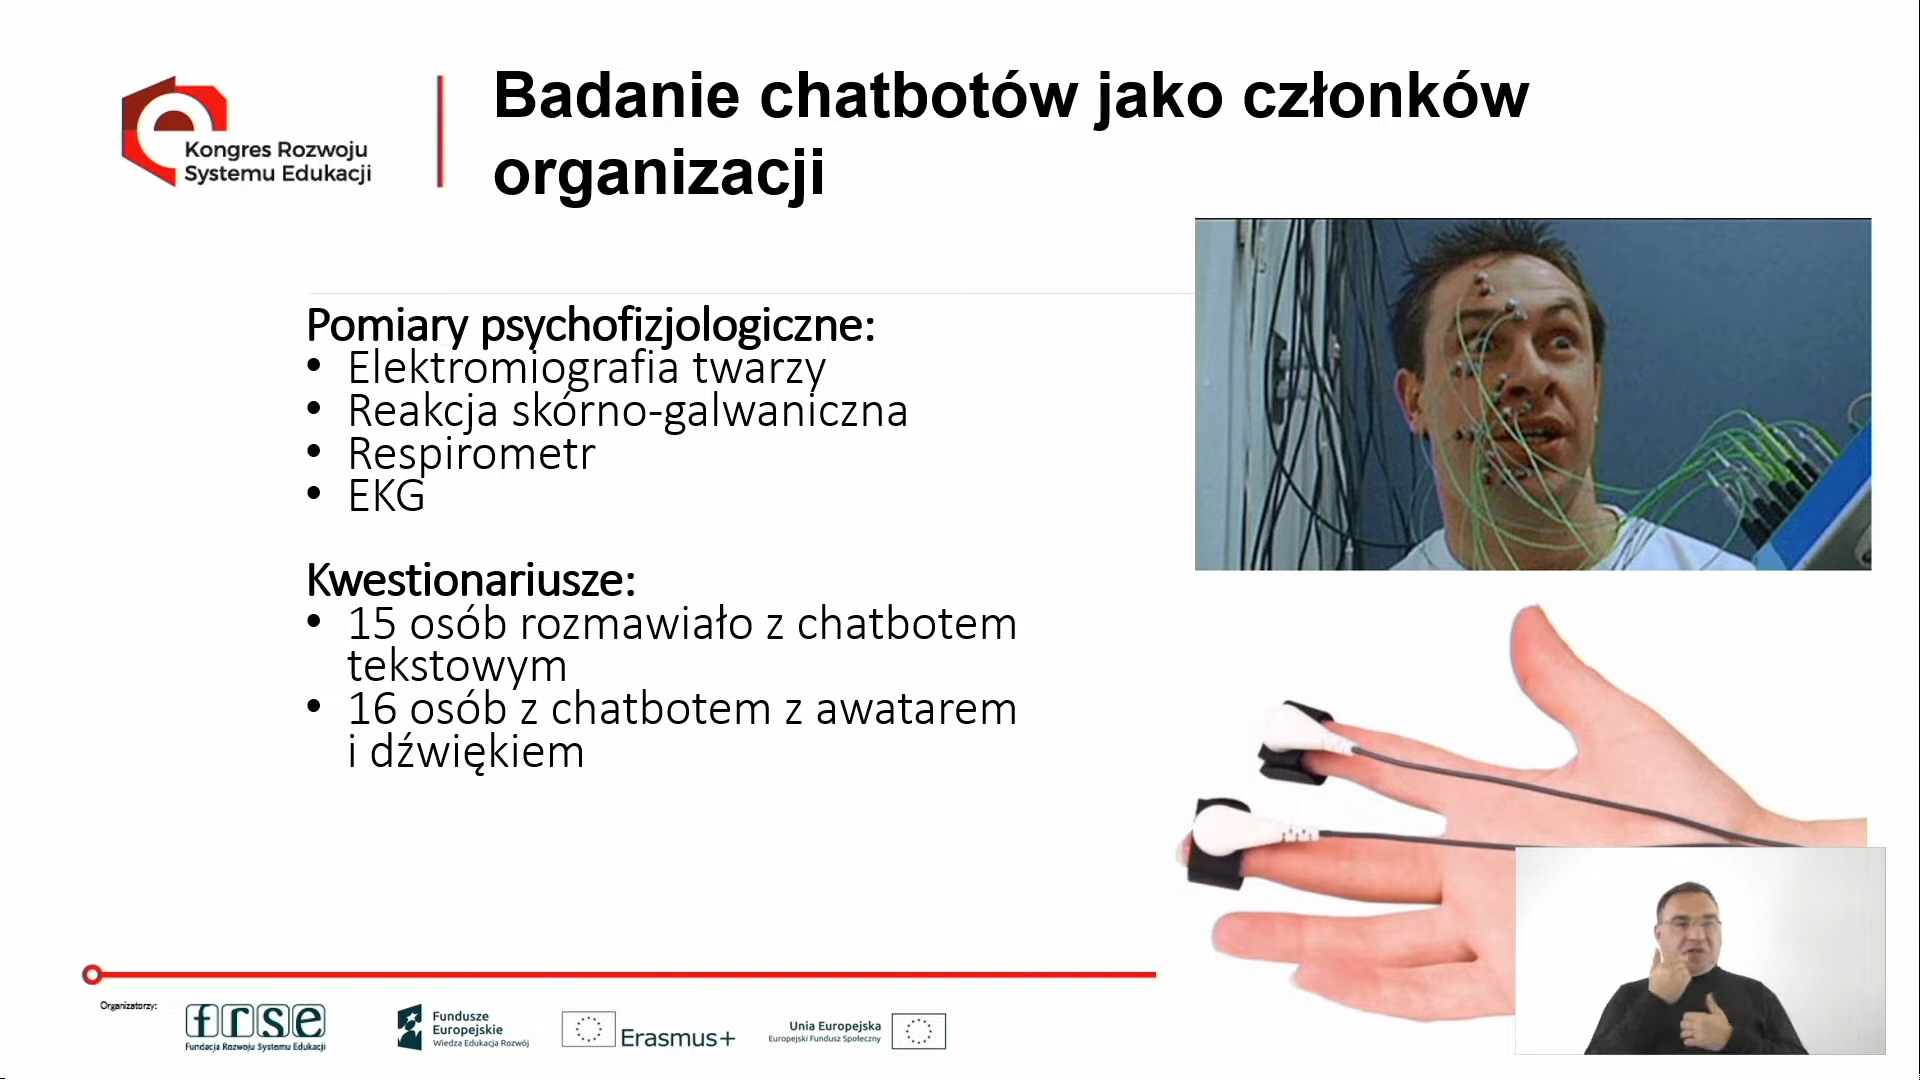 Kongres Rozwoju
Systemu Edukacji
Badanie chatbotów jako członków
organizacji
Pomiary psychofizjologiczne:
• Elektromiografia twarzy
• Reakcja skórno-galwaniczna
• Respirometr
• EKG
Kwestionariusze:
• 15 osób rozmawiało z chatbotem
tekstowym
• 16 osób z chatbotem z awatarem
i dźwiękiem
Organizatorzy:
frse
Fundacja Rozwoju Systemu Edukacji
Fundusze
Europejskie
Wiedza Edukacja Rozwój
Erasmus+
Unia Europejska
Europejski Fundusz Społeczny